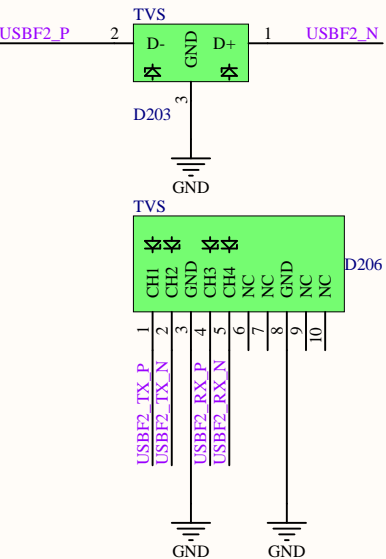 TVS
USBF2_P 2 D- GND D+ 1 USBF2_N
3
D203
GND
TVS
D206
CH1 CH2 GND CH3 CH4 NC NC GND NC NC
1 2 3 4 5 6 7 8 9 10
USBF2_TX_P
USBF2_TX_N
USBF2_RX_P
USBF2_RX_N
GND GND